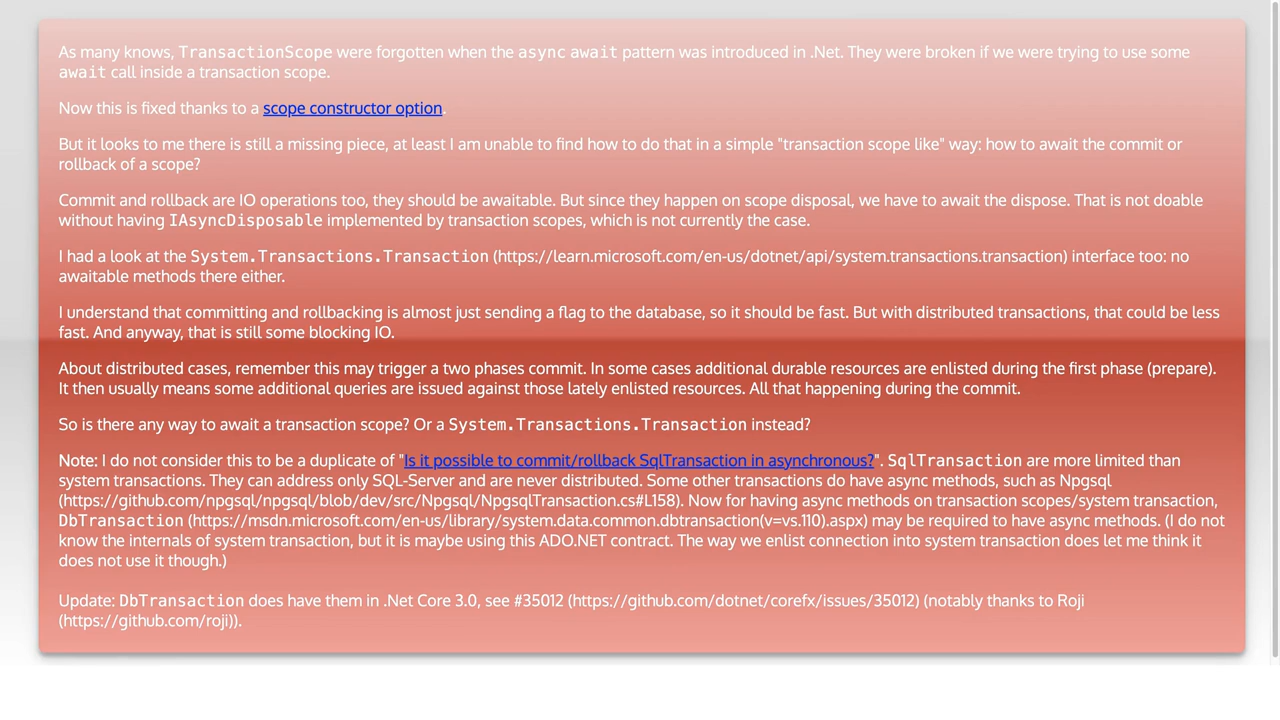 As many knows, TransactionScope were forgotten when the async await pattern was introduced in .Net. They were broken if we were trying to use some
await call inside a transaction scope.
Now this is fixed thanks to a scope constructor option.
But it looks to me there is still a missing piece, at least I am unable to find how to do that in a simple "transaction scope like" way: how to await the commit or
rollback of a scope?
Commit and rollback are IO operations too, they should be awaitable. But since they happen on scope disposal, we have to await the dispose. That is not doable
without having IAsyncDisposable implemented by transaction scopes, which is not currently the case.
I had a look at the System.Transactions.Transaction (https://learn.microsoft.com/en-us/dotnet/api/system.transactions.transaction) interface too: no
awaitable methods there either.
I understand that committing and rollbacking is almost just sending a flag to the database, so it should be fast. But with distributed transactions, that could be less
fast. And anyway, that is still some blocking IO.
About distributed cases, remember this may trigger a two phases commit. In some cases additional durable resources are enlisted during the first phase (prepare).
It then usually means some additional queries are issued against those lately enlisted resources. All that happening during the commit.
So is there any way to await a transaction scope? Or a System.Transactions.Transaction instead?
Note: I do not consider this to be a duplicate of "Is it possible to commit/rollback SqlTransaction in asynchronous?". SqlTransaction are more limited than
system transactions. They can address only SQL-Server and are never distributed. Some other transactions do have async methods, such as Npgsql
(https://github.com/npgsql/npgsql/blob/dev/src/Npgsql/NpgsqlTransaction.cs#L158). Now for having async methods on transaction scopes/system transaction,
DbTransaction (https://msdn.microsoft.com/en-us/library/system.data.common.dbtransaction(v=vs.110).aspx) may be required to have async methods. (I do not
know the internals of system transaction, but it is maybe using this ADO.NET contract. The way we enlist connection into system transaction does let me think it
does not use it though.)
Update: DbTransaction does have them in .Net Core 3.0, see #35012 (https://github.com/dotnet/corefx/issues/35012) (notably thanks to Roji
(https://github.com/roji)).